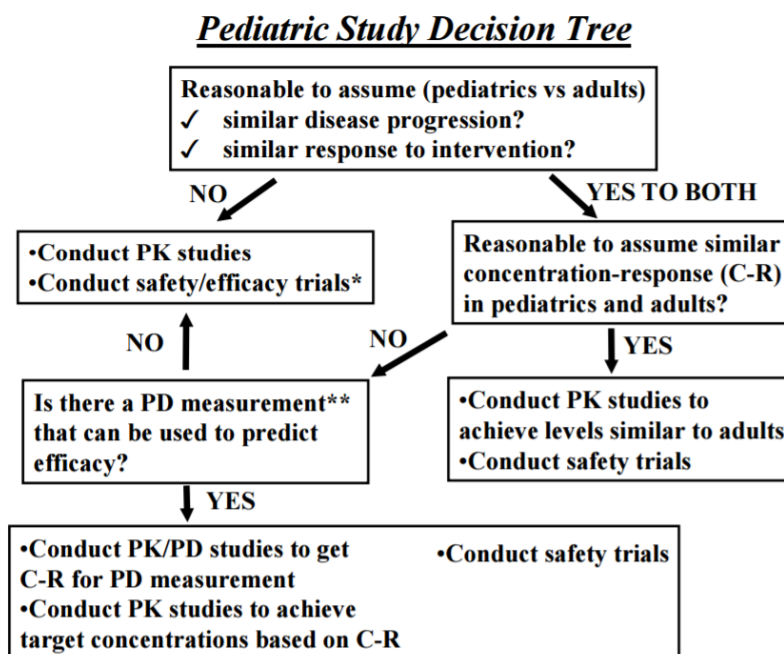 Pediatric Study Decision Tree
Reasonable to assume (pediatrics vs adults)
✓ similar disease progression?
✓ similar response to intervention?
NO
YES TO BOTH
•Conduct PK studies
•Conduct safety/efficacy trials*
Reasonable to assume similar
concentration-response (C-R)
in pediatrics and adults?
NO
NO
YES
Is there a PD measurement**
that can be used to predict
efficacy?
•Conduct PK studies to
achieve levels similar to adults
•Conduct safety trials
YES
•Conduct PK/PD studies to get
C-R for PD measurement
•Conduct PK studies to achieve
target concentrations based on C-R
•Conduct safety trials